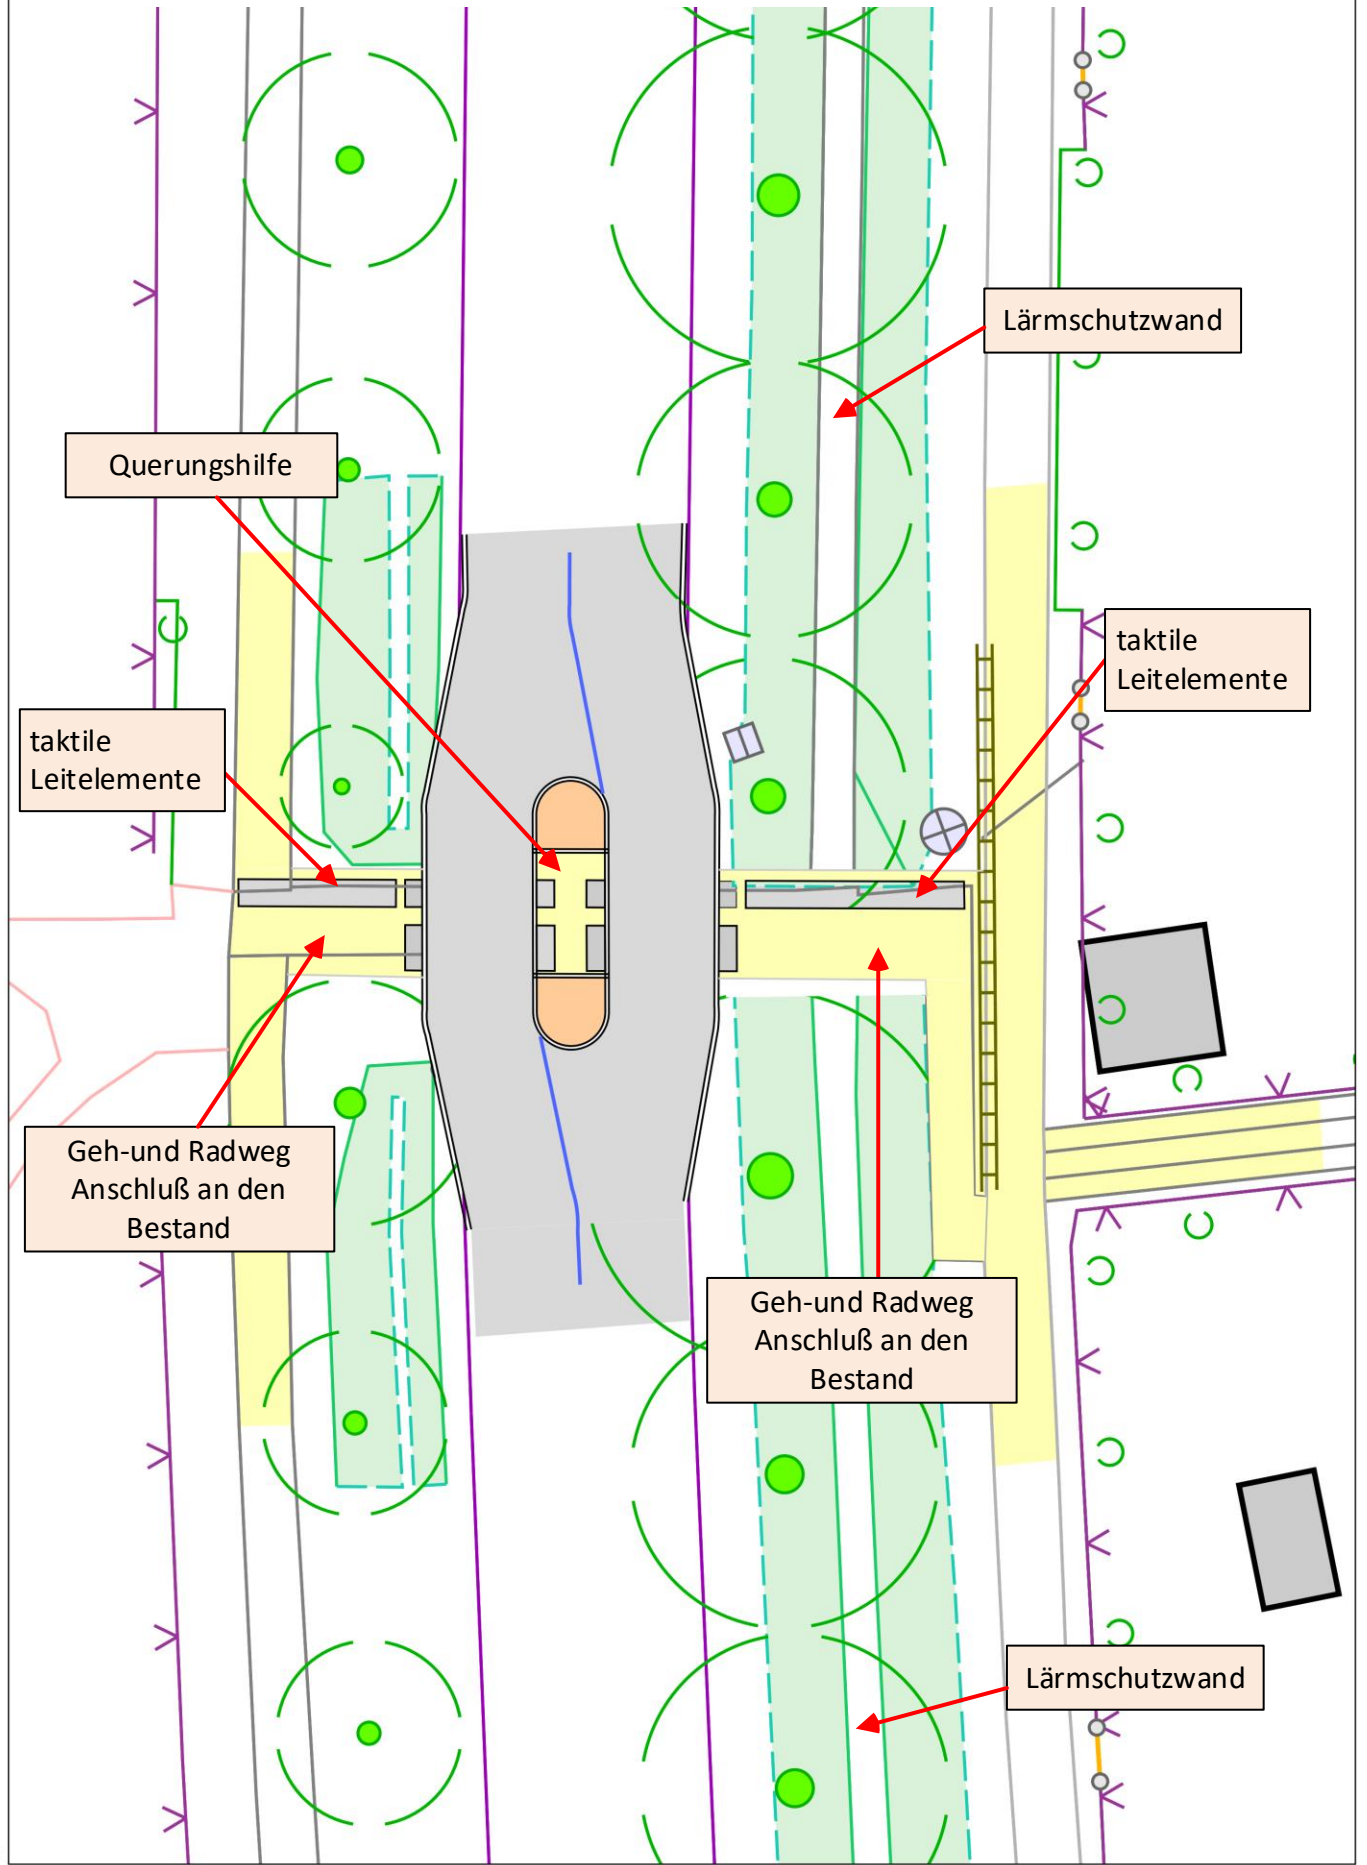 Lärmschutzwand
Querungshilfe
taktile
Leitelemente
taktile
Leitelemente
Geh-und Radweg
Anschluß an den
Bestand
Geh-und Radweg
Anschluß an den
Bestand
Lärmschutzwand